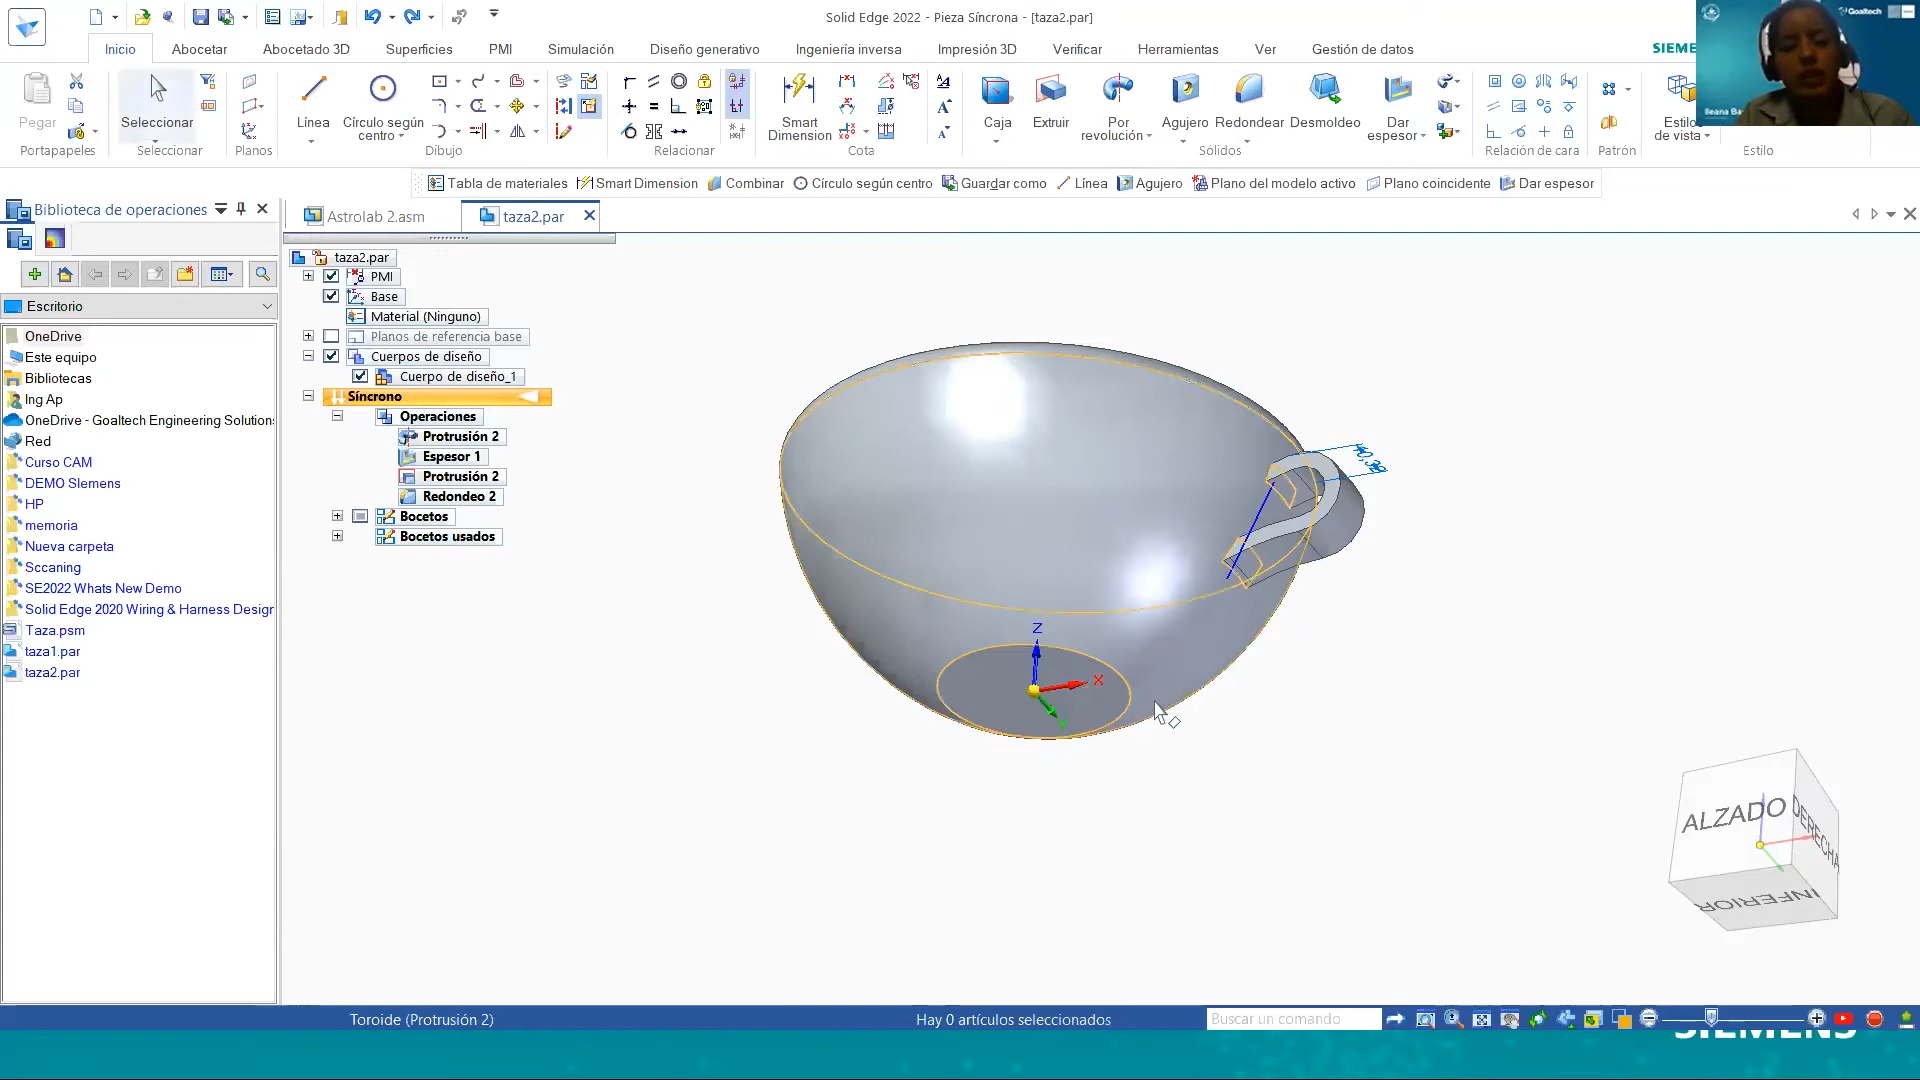 Solid Edge 2022 - Pieza Síncrona - [taza2.par]
Goaltech
Inicio
Abocetar
Abocetado 3D
Superficies
PMI
Simulación
Diseño generativo
Ingeniería inversa
Impresión 3D
Verificar
Herramientas
Ver
Gestión de datos
Pegar
Seleccionar
Línea
Círculo según
centro
Smart
Dimension
Caja
Extruir
Por
revolución
Agujero
Redondear
Desmoldeo
Dar
espesor
Estilo
de vista
Portapapeles
Seleccionar
Planos
Dibujo
Relacionar
Cota
Sólidos
Relación de cara
Patrón
Estilo
Tabla de materiales
Smart Dimension
Combinar
Círculo según centro
Guardar como
Línea
Agujero
Plano del modelo activo
Plano coincidente
Dar espesor
Biblioteca de operaciones
Astrolab 2.asm
taza2.par
Escritorio
OneDrive
Este equipo
Bibliotecas
Ing Ap
OneDrive - Goaltech Engineering Solution
Red
Curso CAM
DEMO SIemens
HP
memoria
Nueva carpeta
Sccaning
SE2022 Whats New Demo
Solid Edge 2020 Wiring & Harness Design
Taza.psm
taza1.par
taza2.par
taza2.par
PMI
Base
Material (Ninguno)
Planos de referencia base
Cuerpos de diseño
Cuerpo de diseño_1
Síncrono
Operaciones
Protrusión 2
Espesor 1
Protrusión 2
Redondeo 2
Bocetos
Bocetos usados
Z
X
Y
ALZADO
DERECHA
INFERIOR
Toroide (Protrusión 2)
Hay 0 artículos seleccionados
Buscar un comando
SIEMENS